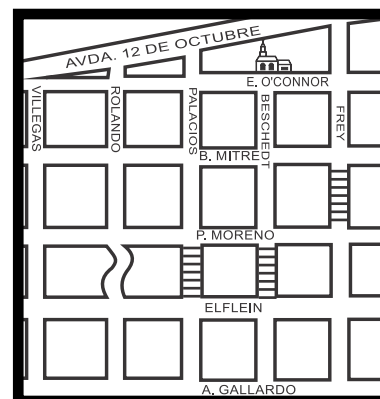 AVDA. 12 DE OCTUBRE
E. O'CONNOR
VILLEGAS
ROLANDO
PALACIOS
BESCHEDT
FREY
B. MITRE
P. MORENO
ELFLEIN
A. GALLARDO